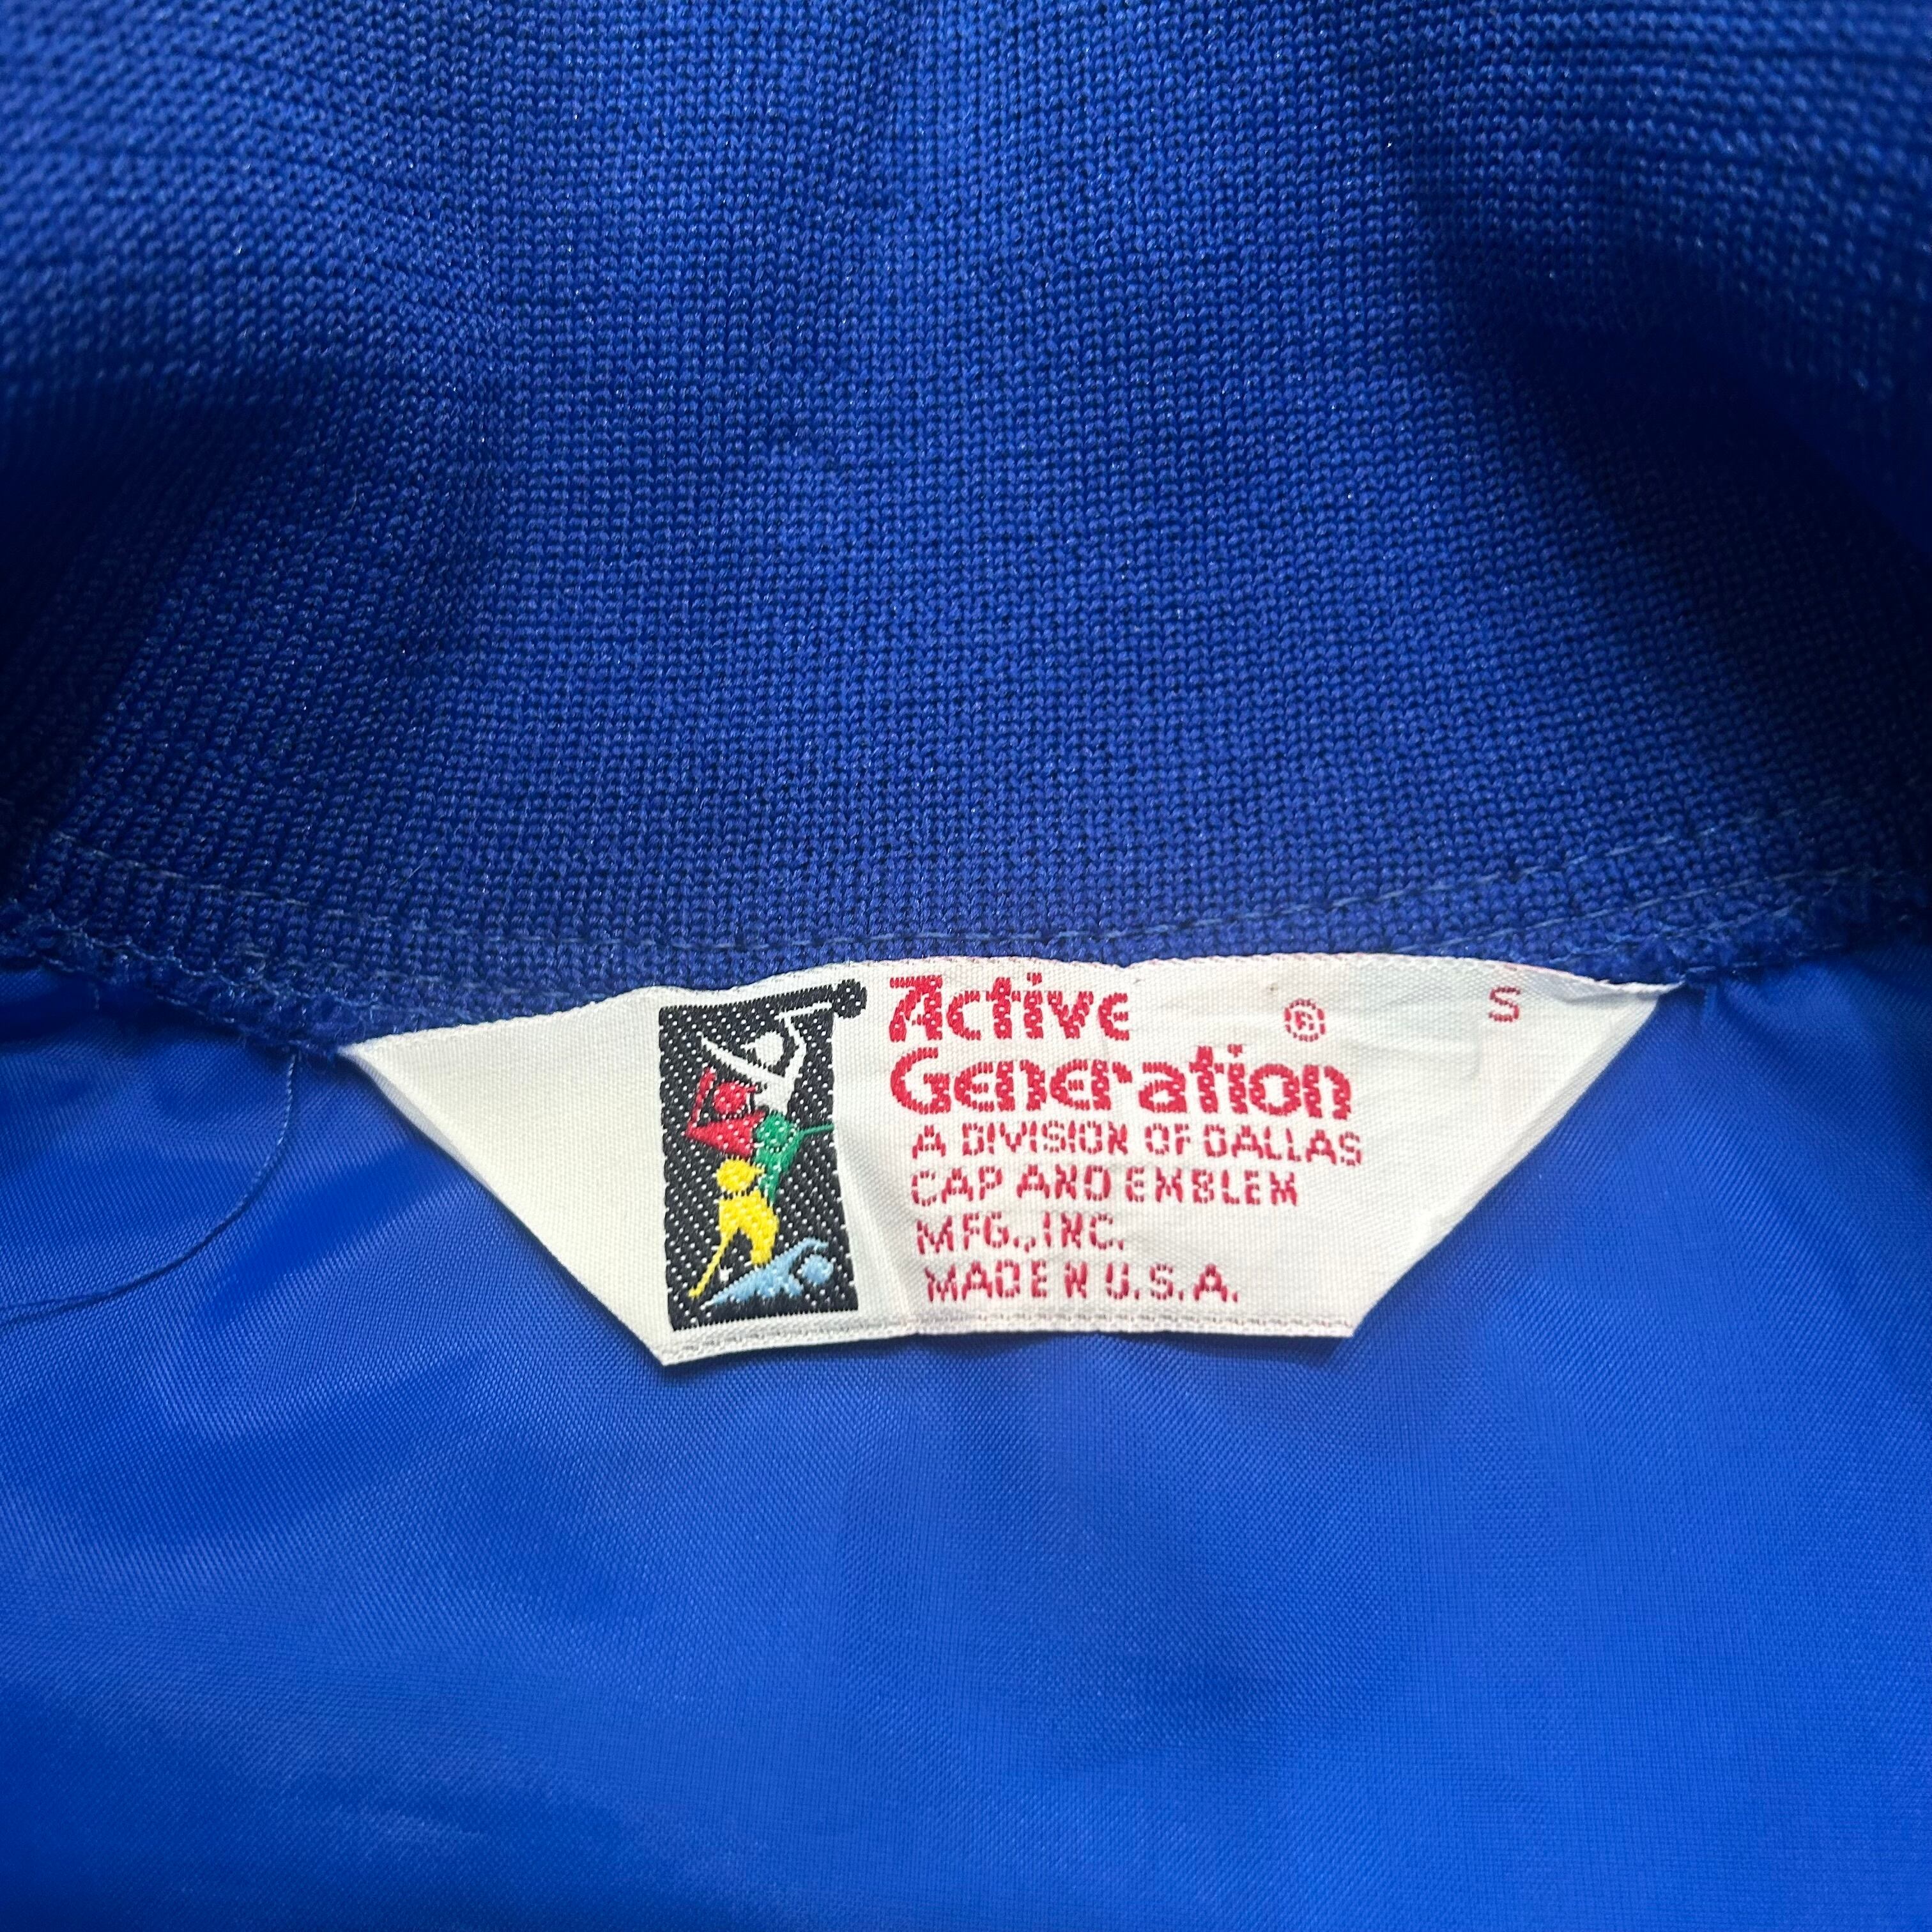 Active
Generation ® S
A DIVISION OF DALLAS
CAP AND EMBLEM
MFG., INC.
MADE IN U.S.A.